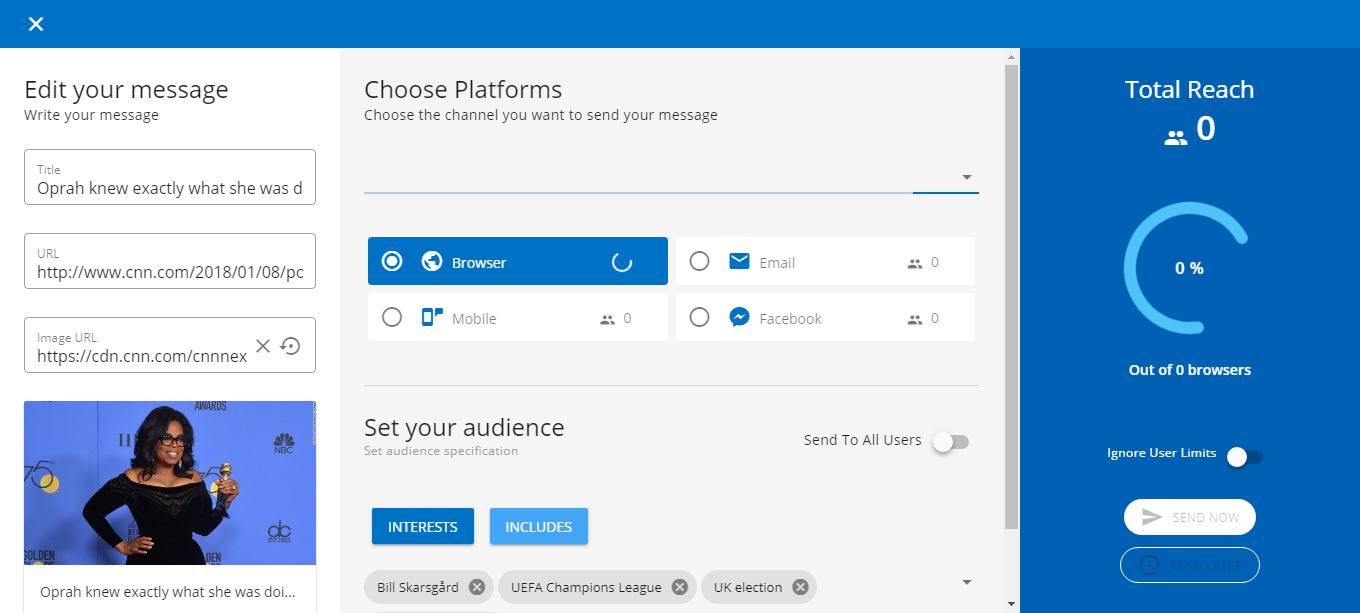 Edit your message
Write your message
Title
Oprah knew exactly what she was d
URL
http://www.cnn.com/2018/01/08/pc
Image URL
https://cdn.cnn.com/cnnnex
AWARDS
NBC
75
dc
GOLDEN
DEN
Oprah knew exactly what she was doi...
Choose Platforms
Choose the channel you want to send your message
Browser
Email 0
Mobile 0
Facebook 0
Set your audience
Set audience specification
Send To All Users
INTERESTS INCLUDES
Bill Skarsgård UEFA Champions League UK election
Total Reach
0
0 %
Out of 0 browsers
Ignore User Limits
SEND NOW
SEND LATER